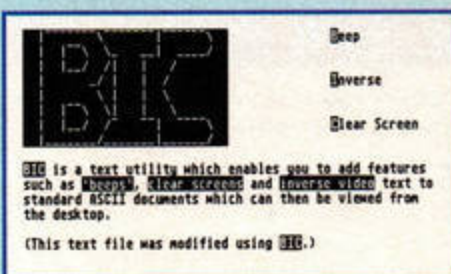 BIC
Beep
Inverse
Clear Screen
BIC is a text utility which enables you to add features
such as "beeps", clear screens and inverse video text to
standard ASCII documents which can then be viewed from
the desktop.
(This text file was modified using BIC.)